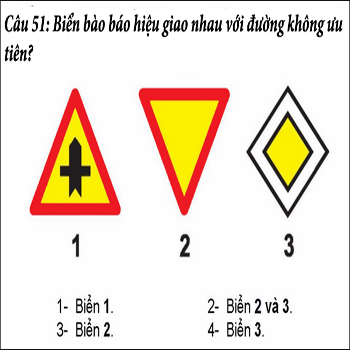 Câu 51: Biển bào báo hiệu giao nhau với đường không ưu
tiên?
1 2 3
1- Biển 1. 2- Biển 2 và 3.
3- Biển 2. 4- Biển 3.